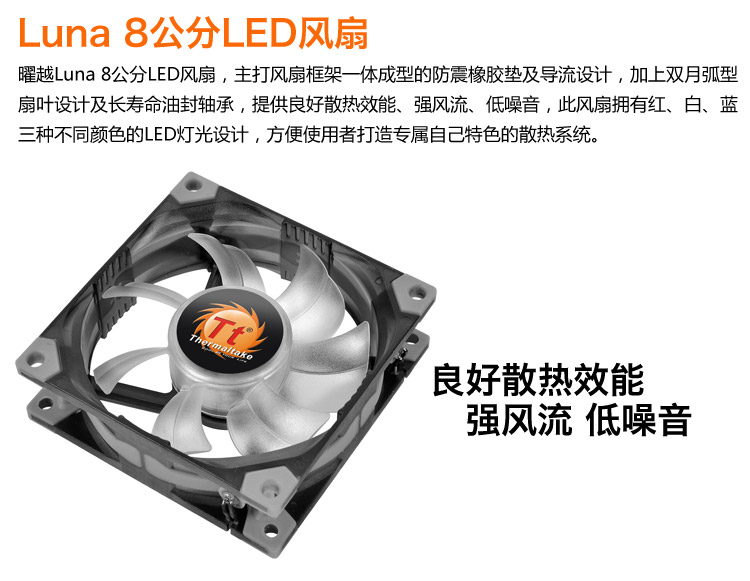 Luna 8公分LED风扇
曜越Luna 8公分LED风扇，主打风扇框架一体成型的防震橡胶垫及导流设计，加上双月弧型
扇叶设计及长寿命油封轴承，提供良好散热效能、强风流、低噪音，此风扇拥有红、白、蓝
三种不同颜色的LED灯光设计，方便使用者打造专属自己特色的散热系统。
Tt®
Thermaltake
良好散热效能
强风流 低噪音